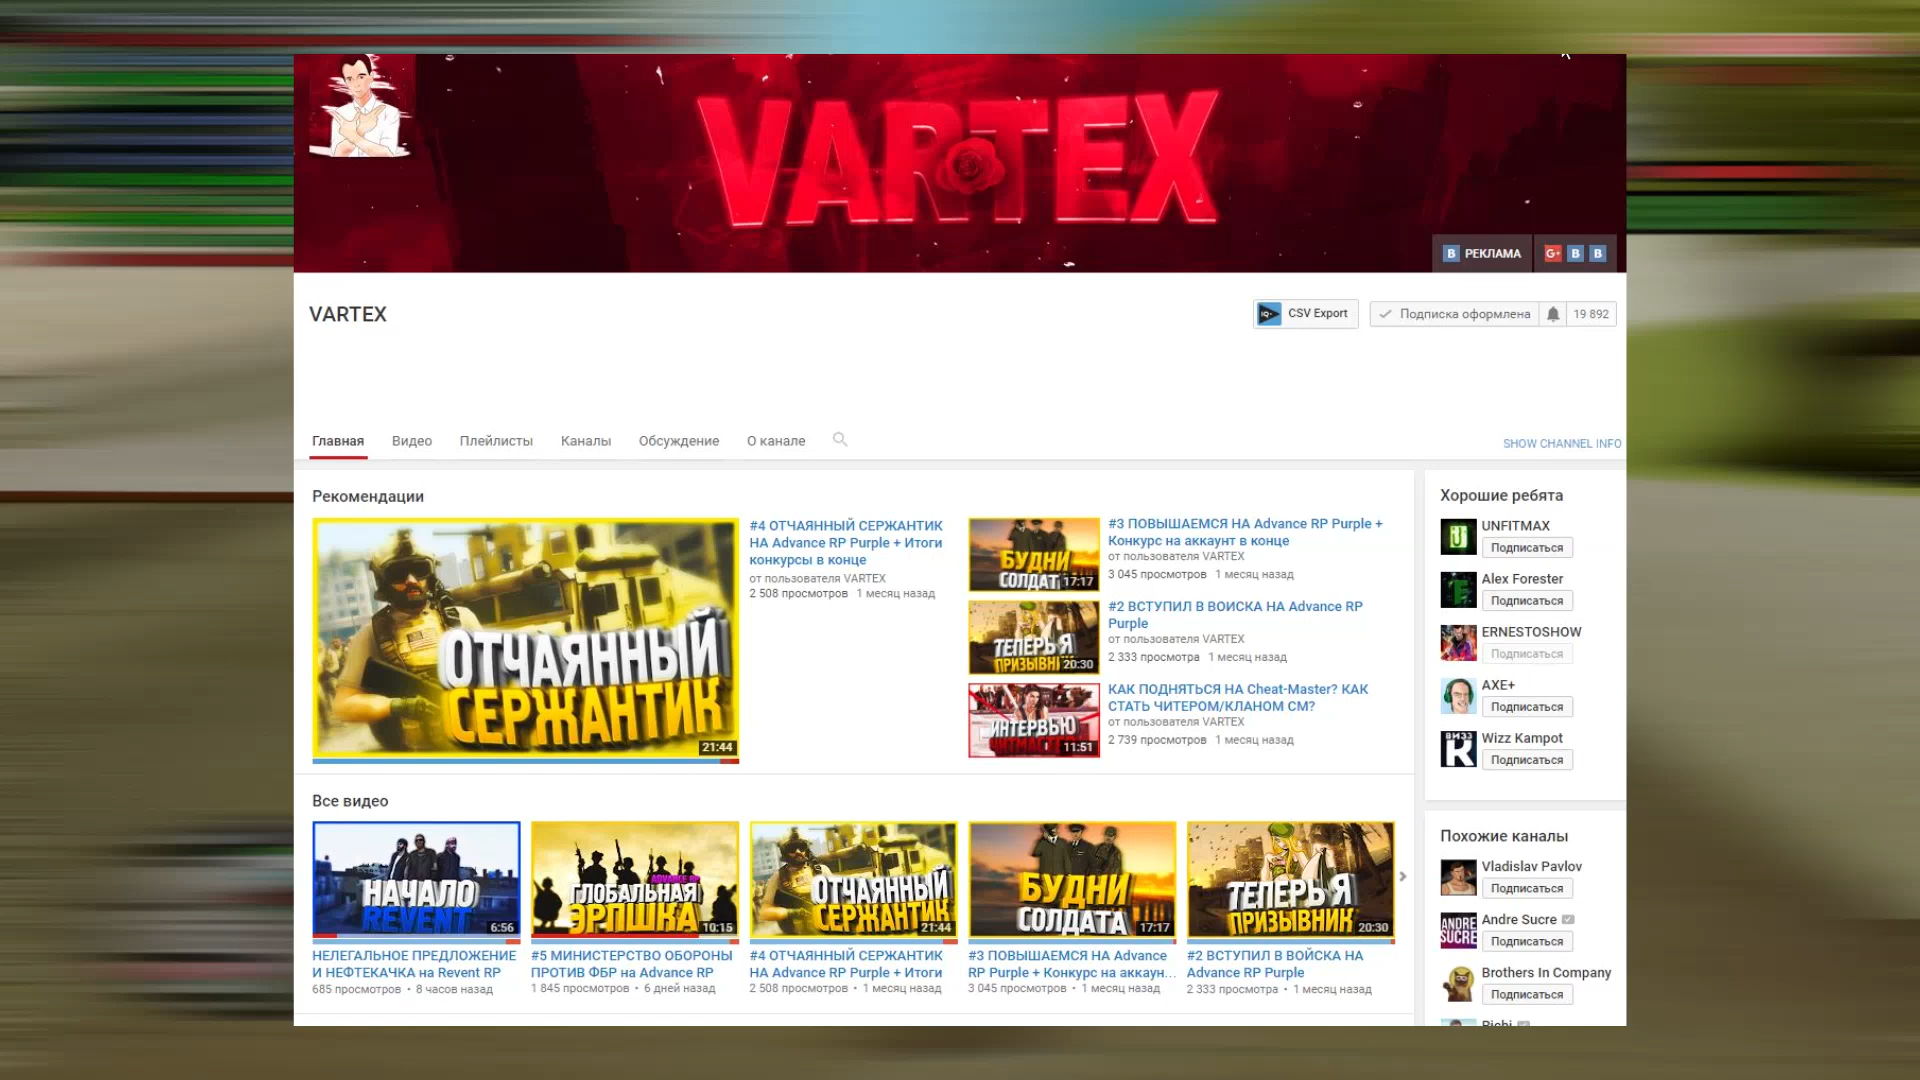 VARTEX
В РЕКЛАМА G+ В В
VARTEX
IQ CSV Export
Подписка оформлена 19 892
Главная Видео Плейлисты Каналы Обсуждение О канале
SHOW CHANNEL INFO
Рекомендации
ОТЧАЯННЫЙ
СЕРЖАНТИК
21:44
#4 ОТЧАЯННЫЙ СЕРЖАНТИК
НА Advance RP Purple + Итоги
конкурсы в конце
от пользователя VARTEX
2 508 просмотров 1 месяц назад
БУДНИ
СОЛДАТ
17:17
#3 ПОВЫШАЕМСЯ НА Advance RP Purple +
Конкурс на аккаунт в конце
от пользователя VARTEX
3 045 просмотров 1 месяц назад
ТЕПЕРЬ Я
ПРИЗЫВНИ
20:30
#2 ВСТУПИЛ В ВОИСКА НА Advance RP
Purple
от пользователя VARTEX
2 333 просмотра 1 месяц назад
ИНТЕРВЬЮ
11:51
КАК ПОДНЯТЬСЯ НА Cheat-Master? КАК
СТАТЬ ЧИТЕРОМ/КЛАНОМ СМ?
от пользователя VARTEX
2 739 просмотров 1 месяц назад
Все видео
НАЧАЛО
REVENT
6:56
НЕЛЕГАЛЬНОЕ ПРЕДЛОЖЕНИЕ
И НЕФТЕКАЧКА на Revent RP
685 просмотров • 8 часов назад
ADVANCE RP
ГЛОБАЛЬНАЯ
ЭРПШКА
10:15
#5 МИНИСТЕРСТВО ОБОРОНЫ
ПРОТИВ ФБР на Advance RP
1 845 просмотров • 6 дней назад
ОТЧАЯННЫЙ
СЕРЖАНТИК
21:44
#4 ОТЧАЯННЫЙ СЕРЖАНТИК
НА Advance RP Purple + Итоги
2 508 просмотров • 1 месяц назад
БУДНИ
СОЛДАТА
17:17
#3 ПОВЫШАЕМСЯ НА Advance
RP Purple + Конкурс на аккаун...
3 045 просмотров • 1 месяц назад
ТЕПЕРЬ Я
ПРИЗЫВНИК
20:30
#2 ВСТУПИЛ В ВОЙСКА НА
Advance RP Purple
2 333 просмотра • 1 месяц назад
Хорошие ребята
UNFITMAX
Подписаться
Alex Forester
Подписаться
ERNESTOSHOW
Подписаться
AXE+
Подписаться
ВИЗЗ
Wizz Kampot
Подписаться
Похожие каналы
Vladislav Pavlov
Подписаться
ANDRE
SUCRE
Andre Sucre
Подписаться
Brothers In Company
Подписаться